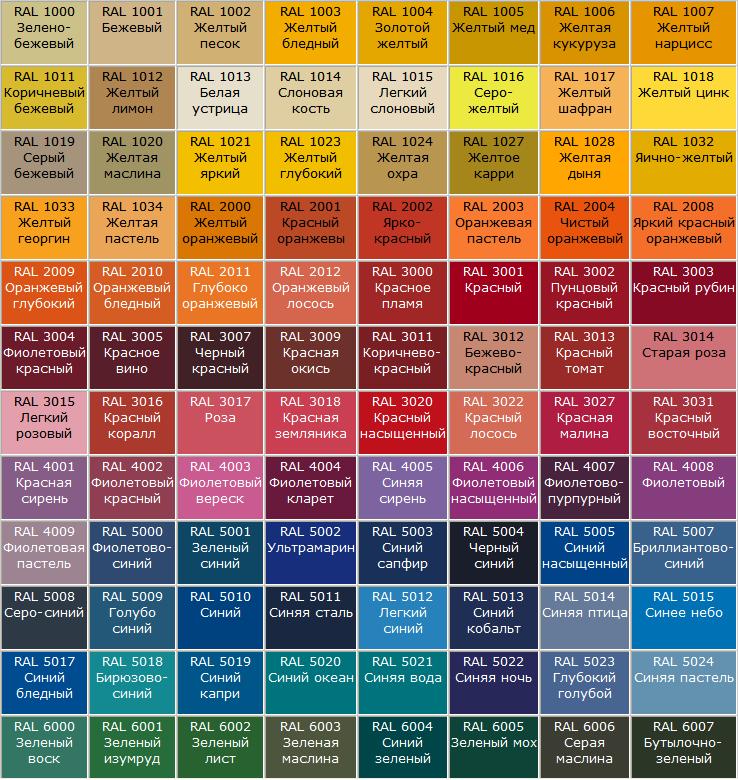 RAL 1000
Зелено-
бежевый
RAL 1001
Бежевый
RAL 1002
Желтый
песок
RAL 1003
Желтый
бледный
RAL 1004
Золотой
желтый
RAL 1005
Желтый мед
RAL 1006
Желтая
кукуруза
RAL 1007
Желтый
нарцисс
RAL 1011
Коричневый
бежевый
RAL 1012
Желтый
лимон
RAL 1013
Белая
устрица
RAL 1014
Слоновая
кость
RAL 1015
Легкий
слоновый
RAL 1016
Серо-
желтый
RAL 1017
Желтый
шафран
RAL 1018
Желтый цинк
RAL 1019
Серый
бежевый
RAL 1020
Желтая
маслина
RAL 1021
Желтый
яркий
RAL 1023
Желтый
глубокий
RAL 1024
Желтая
охра
RAL 1027
Желтое
карри
RAL 1028
Желтая
дыня
RAL 1032
Яично-желтый
RAL 1033
Желтый
георгин
RAL 1034
Желтая
пастель
RAL 2000
Желтый
оранжевый
RAL 2001
Красный
оранжевы
RAL 2002
Ярко-
красный
RAL 2003
Оранжевая
пастель
RAL 2004
Чистый
оранжевый
RAL 2008
Яркий красный
оранжевый
RAL 2009
Оранжевый
глубокий
RAL 2010
Оранжевый
бледный
RAL 2011
Глубоко
оранжевый
RAL 2012
Оранжевый
лосось
RAL 3000
Красное
пламя
RAL 3001
Красный
RAL 3002
Пунцовый
красный
RAL 3003
Красный рубин
RAL 3004
Фиолетовый
красный
RAL 3005
Красное
вино
RAL 3007
Черный
красный
RAL 3009
Красная
окись
RAL 3011
Коричнево-
красный
RAL 3012
Бежево-
красный
RAL 3013
Красный
томат
RAL 3014
Старая роза
RAL 3015
Легкий
розовый
RAL 3016
Красный
коралл
RAL 3017
Роза
RAL 3018
Красная
земляника
RAL 3020
Красный
насыщенный
RAL 3022
Красный
лосось
RAL 3027
Красная
малина
RAL 3031
Красный
восточный
RAL 4001
Красная
сирень
RAL 4002
Фиолетовый
красный
RAL 4003
Фиолетовый
вереск
RAL 4004
Фиолетовый
кларет
RAL 4005
Синяя
сирень
RAL 4006
Фиолетовый
насыщенный
RAL 4007
Фиолетово-
пурпурный
RAL 4008
Фиолетовый
RAL 4009
Фиолетовая
пастель
RAL 5000
Фиолетово-
синий
RAL 5001
Зеленый
синий
RAL 5002
Ультрамарин
RAL 5003
Синий
сапфир
RAL 5004
Черный
синий
RAL 5005
Синий
насыщенный
RAL 5007
Бриллиантово-
синий
RAL 5008
Серо-синий
RAL 5009
Голубо
синий
RAL 5010
Синий
RAL 5011
Синяя сталь
RAL 5012
Легкий
синий
RAL 5013
Синий
кобальт
RAL 5014
Синяя птица
RAL 5015
Синее небо
RAL 5017
Синий
бледный
RAL 5018
Бирюзово-
синий
RAL 5019
Синий
капри
RAL 5020
Синий океан
RAL 5021
Синяя вода
RAL 5022
Синяя ночь
RAL 5023
Глубокий
голубой
RAL 5024
Синяя пастель
RAL 6000
Зеленый
воск
RAL 6001
Зеленый
изумруд
RAL 6002
Зеленый
лист
RAL 6003
Зеленая
маслина
RAL 6004
Синий
зеленый
RAL 6005
Зеленый мох
RAL 6006
Серая
маслина
RAL 6007
Бутылочно-
зеленый